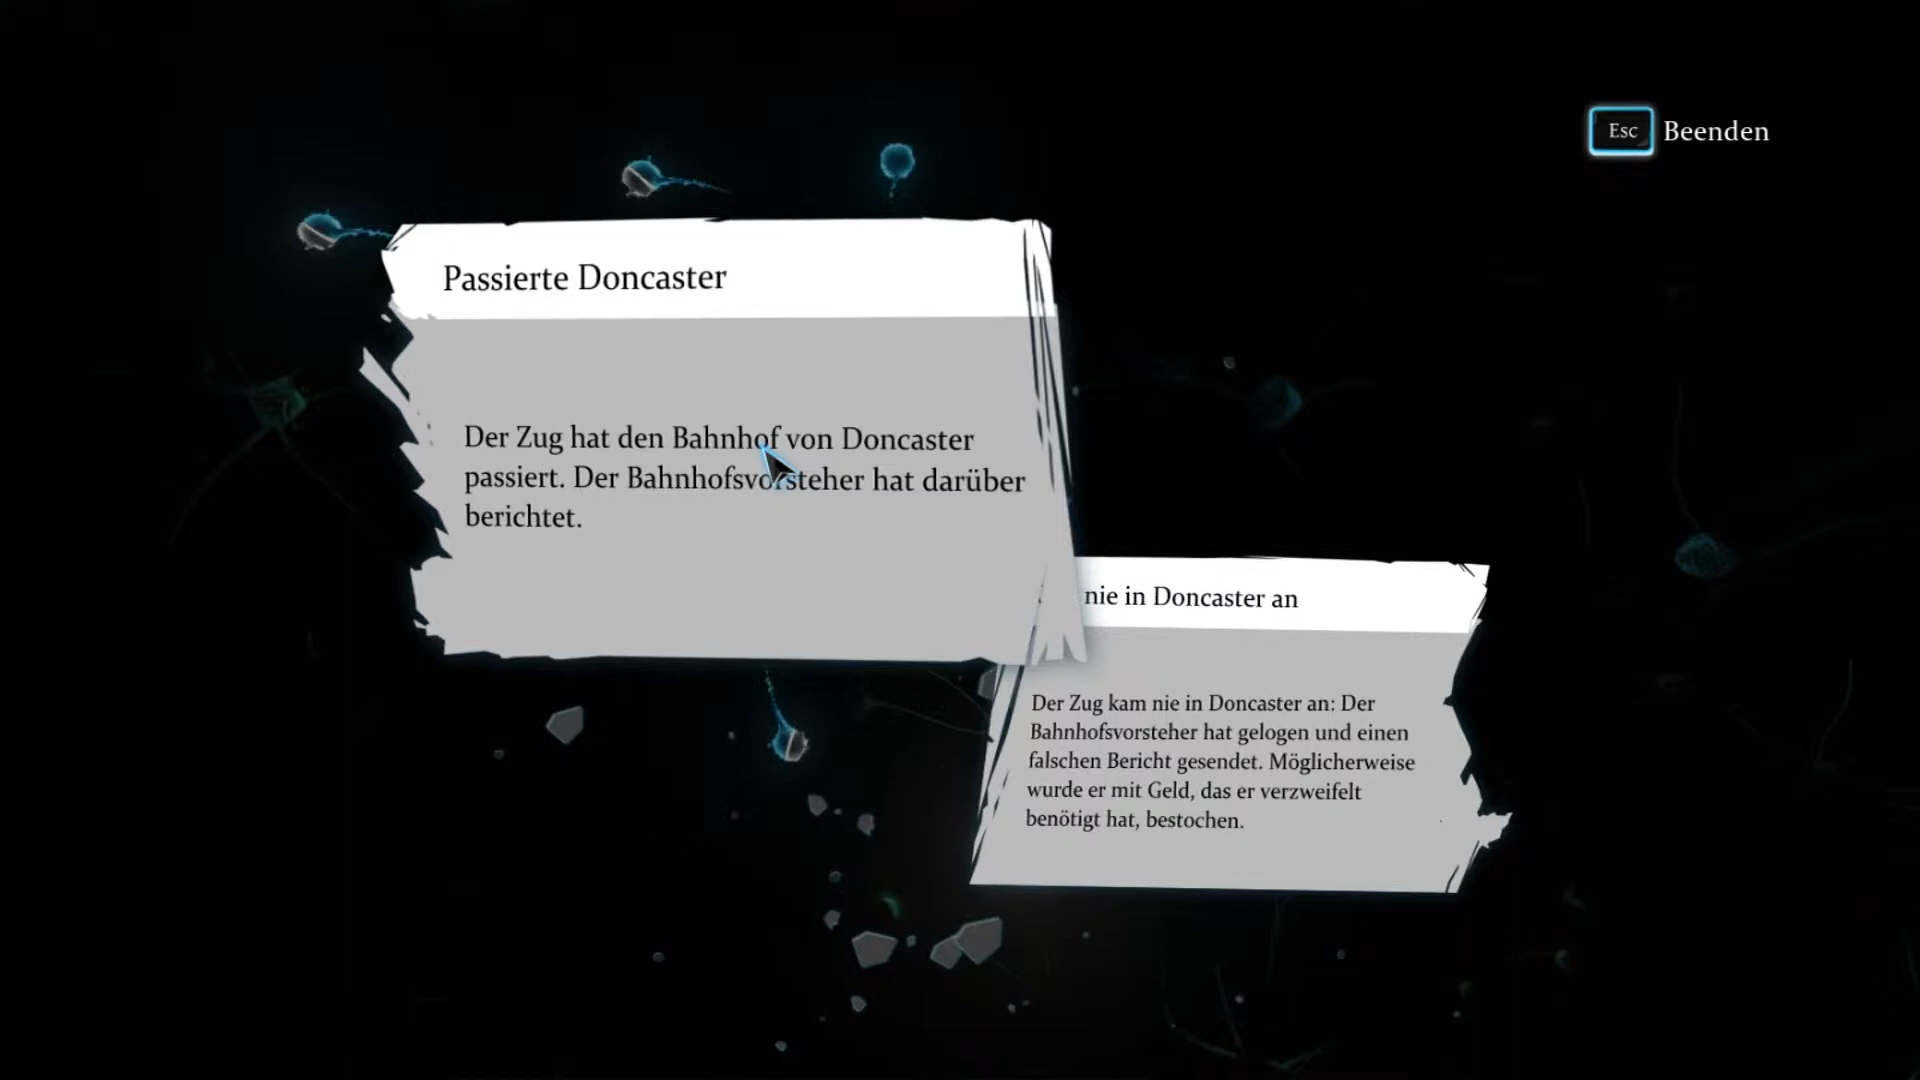 Esc Beenden
Passierte Doncaster
Der Zug hat den Bahnhof von Doncaster
passiert. Der Bahnhofsvorsteher hat darüber
berichtet.
nie in Doncaster an
Der Zug kam nie in Doncaster an: Der
Bahnhofsvorsteher hat gelogen und einen
falschen Bericht gesendet. Möglicherweise
wurde er mit Geld, das er verzweifelt
benötigt hat, bestochen.